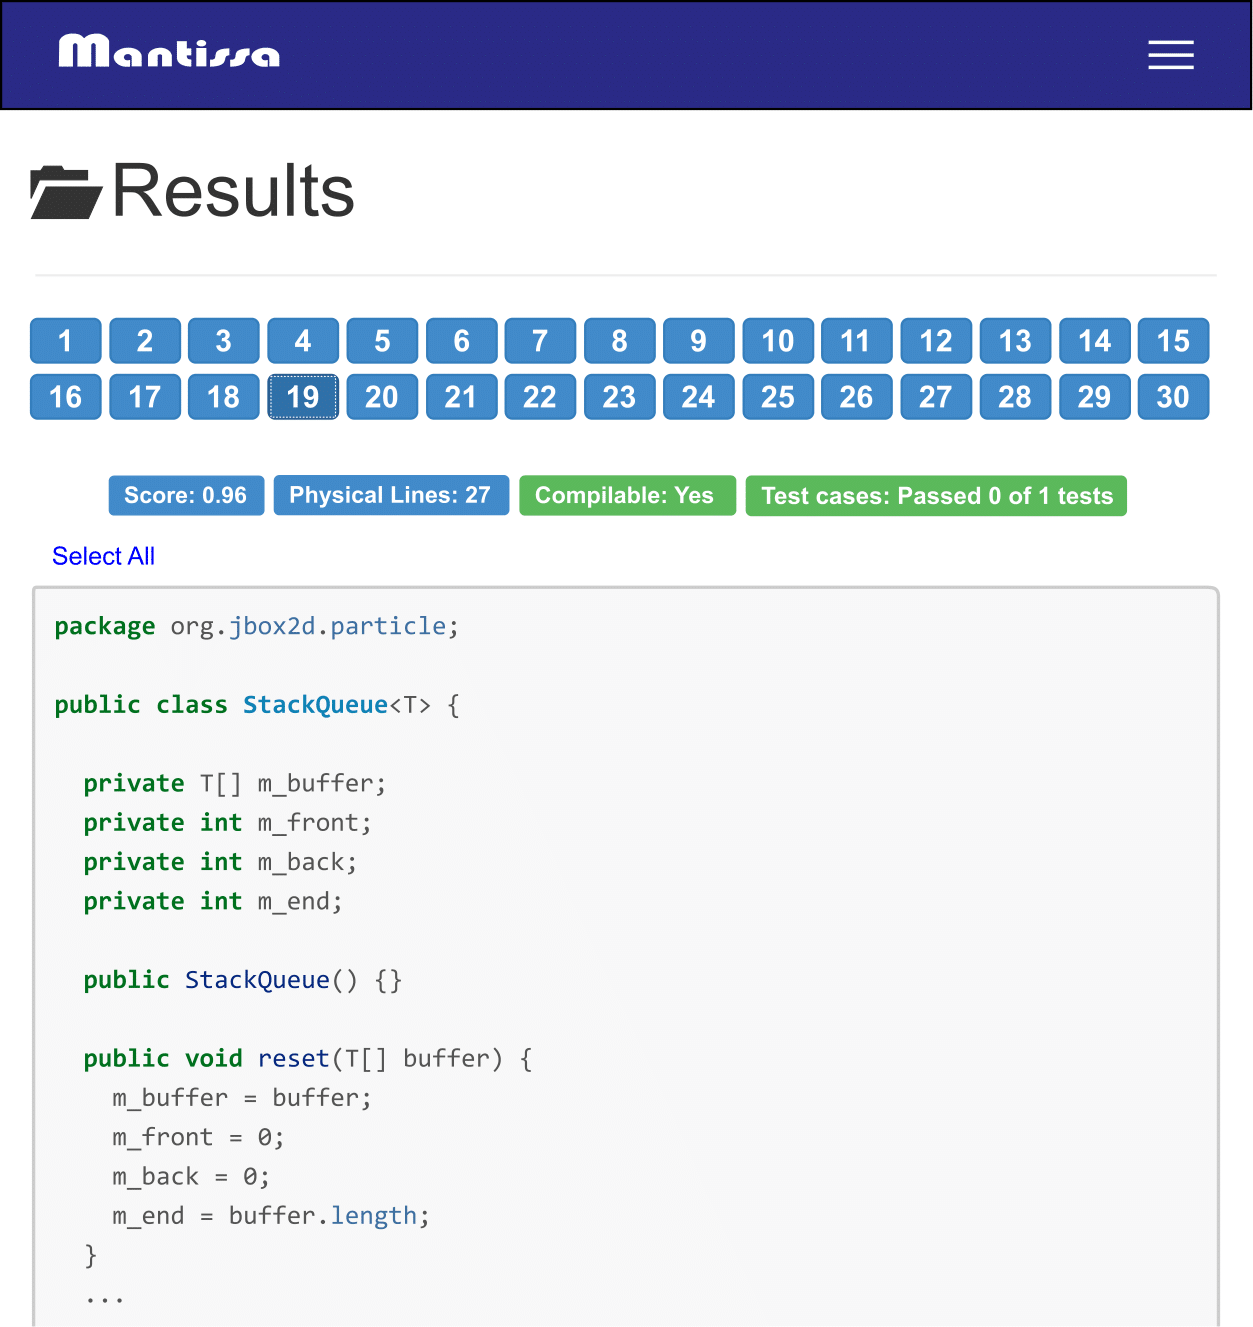 Mantissa
Results
1 2 3 4 5 6 7 8 9 10 11 12 13 14 15
16 17 18 19 20 21 22 23 24 25 26 27 28 29 30
Score: 0.96 Physical Lines: 27 Compilable: Yes Test cases: Passed 0 of 1 tests
Select All
package org.jbox2d.particle;
public class StackQueue<T> {
private T[] m_buffer;
private int m_front;
private int m_back;
private int m_end;
public StackQueue() {}
public void reset(T[] buffer) {
m_buffer = buffer;
m_front = 0;
m_back = 0;
m_end = buffer.length;
}
...